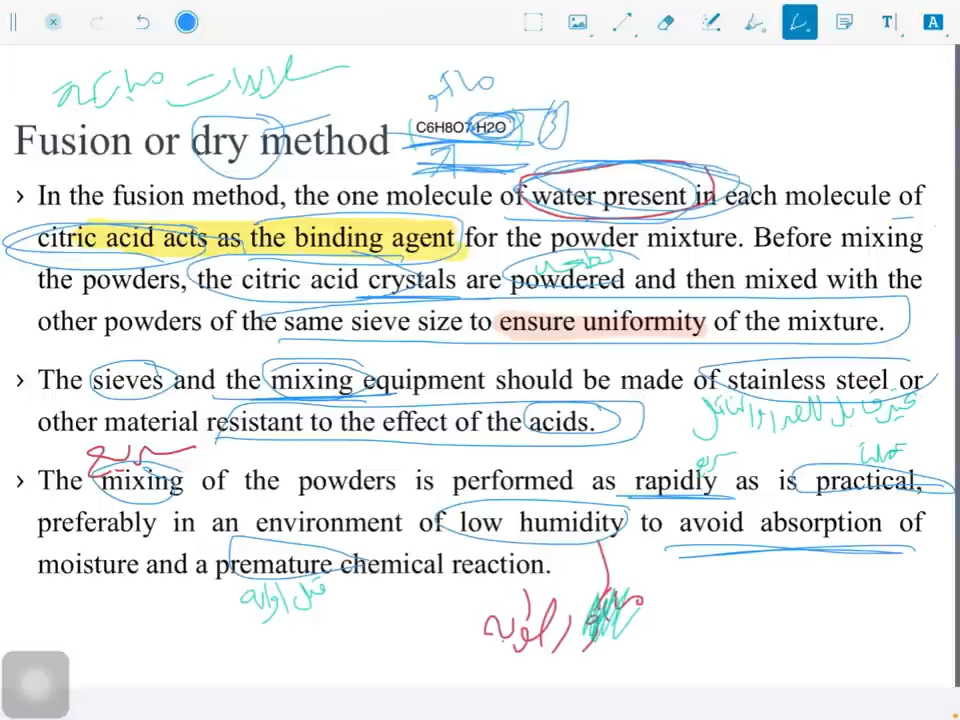 C6H8O7·H2O
Fusion or dry method
› In the fusion method, the one molecule of water present in each molecule of
citric acid acts as the binding agent for the powder mixture. Before mixing
the powders, the citric acid crystals are powdered and then mixed with the
other powders of the same sieve size to ensure uniformity of the mixture.
› The sieves and the mixing equipment should be made of stainless steel or
other material resistant to the effect of the acids.
سريع
سريع
› The mixing of the powders is performed as rapidly as is practical,
preferably in an environment of low humidity to avoid absorption of
moisture and a premature chemical reaction.
قبل اوانه